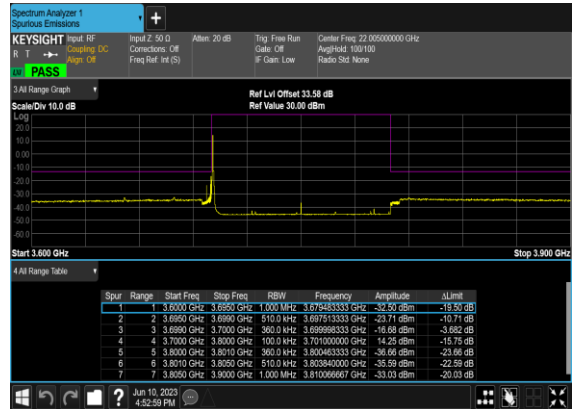 Spectrum Analyzer 1
Spurious Emissions
+
KEYSIGHT Input: RF Input Z: 50 Ω Atten: 20 dB Trig: Free Run Center Freq: 22.005000000 GHz
R T Coupling: DC Corrections: Off Gate: Off Avg|Hold: 100/100
Align: Off Freq Ref: Int (S) IF Gain: Low Radio Std: None
PASS
3 All Range Graph
Ref Lvl Offset 33.58 dB
Scale/Div 10.0 dB Ref Value 30.00 dBm
Log
20.0
10.0
0.00
-10.0
-20.0
-30.0
-40.0
-50.0
-60.0
Start 3.600 GHz Stop 3.900 GHz
4 All Range Table
Spur Range Start Freq Stop Freq RBW Frequency Amplitude ΔLimit
1 1 3.6000 GHz 3.6950 GHz 1.000 MHz 3.679483333 GHz -32.50 dBm -19.50 dB
2 2 3.6950 GHz 3.6990 GHz 510.0 kHz 3.697513333 GHz -23.71 dBm -10.71 dB
3 3 3.6990 GHz 3.7000 GHz 360.0 kHz 3.699998333 GHz -16.68 dBm -3.682 dB
4 4 3.7000 GHz 3.8000 GHz 100.0 kHz 3.701000000 GHz 14.25 dBm -15.75 dB
5 5 3.8000 GHz 3.8010 GHz 360.0 kHz 3.800463333 GHz -36.66 dBm -23.66 dB
6 6 3.8010 GHz 3.8050 GHz 510.0 kHz 3.803840000 GHz -35.59 dBm -22.59 dB
7 7 3.8050 GHz 3.9000 GHz 1.000 MHz 3.810066667 GHz -33.03 dBm -20.03 dB
? Jun 10, 2023
4:52:59 PM